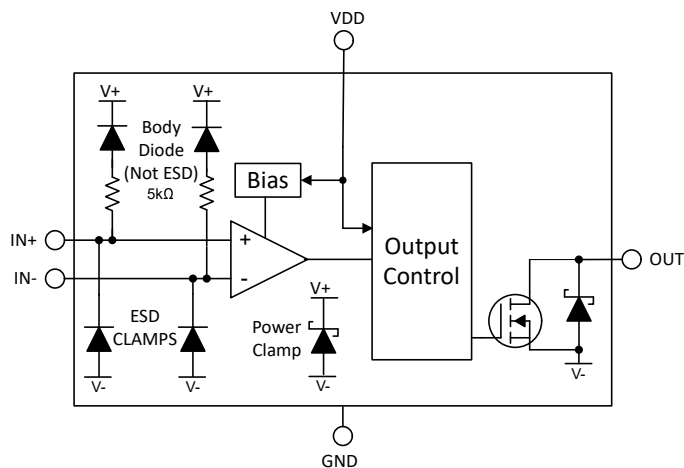 VDD
V+
V+
Body
Diode
(Not ESD)
5kΩ
Bias
IN+
+
IN-
-
Output
Control
OUT
ESD
CLAMPS
V+
Power
Clamp
V-
V-
V-
V-
GND